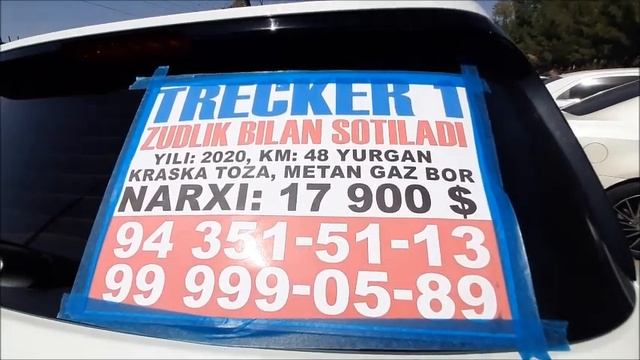 TRECKER 1
ZUDLIK BILAN SOTILADI
YILI: 2020, KM: 48 YURGAN
KRASKA TOZA, METAN GAZ BOR
NARXI: 17 900 $
94 351-51-13
99 999-05-89